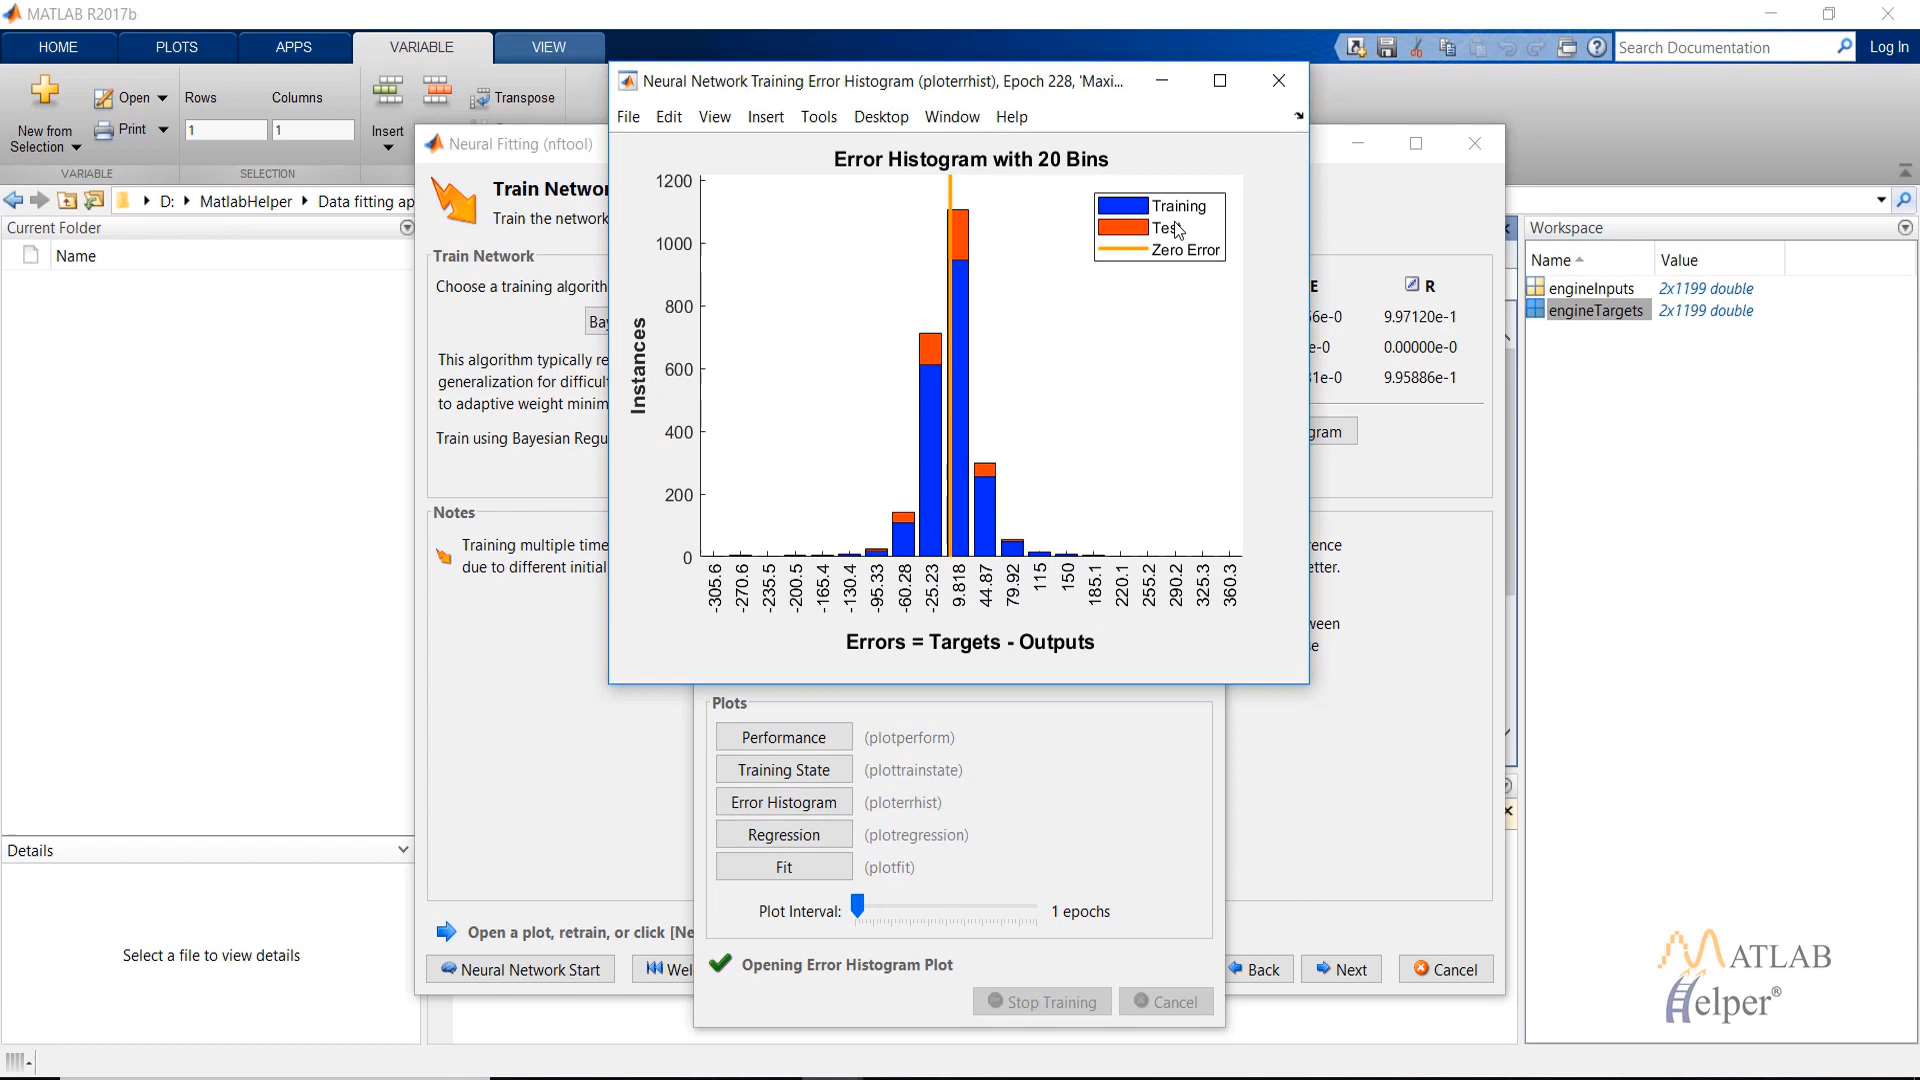 MATLAB R2017b
HOME PLOTS APPS VARIABLE VIEW
Search Documentation Log In
New from Selection
Open
Print
Rows Columns
1 1
Insert
Transpose
VARIABLE SELECTION
D: MatlabHelper Data fitting ap
Current Folder
Name
Details
Select a file to view details
Neural Fitting (nftool)
Train Networ
Train the network
Train Network
Choose a training algorith
Bay
This algorithm typically re
generalization for difficul
to adaptive weight minim
Train using Bayesian Regu
Notes
Training multiple time
due to different initial
Open a plot, retrain, or click [Ne
Neural Network Start
Wel
Neural Network Training Error Histogram (ploterrhist), Epoch 228, 'Maxi...
File Edit View Insert Tools Desktop Window Help
Error Histogram with 20 Bins
Instances
1200
1000
800
600
400
200
0
Training
Test
Zero Error
-305.6 -270.6 -235.5 -200.5 -165.4 -130.4 -95.33 -60.28 -25.23 9.818 44.87 79.92 115 150 185.1 220.1 255.2 290.2 325.3 360.3
Errors = Targets - Outputs
E R
6e-0 9.97120e-1
e-0 0.00000e-0
1e-0 9.95886e-1
gram
ence
etter.
ween
e
Plots
Performance (plotperform)
Training State (plottrainstate)
Error Histogram (ploterrhist)
Regression (plotregression)
Fit (plotfit)
Plot Interval: 1 epochs
Opening Error Histogram Plot
Stop Training Cancel
Back Next Cancel
Workspace
Name Value
engineInputs 2x1199 double
engineTargets 2x1199 double
MATLAB
Helper®